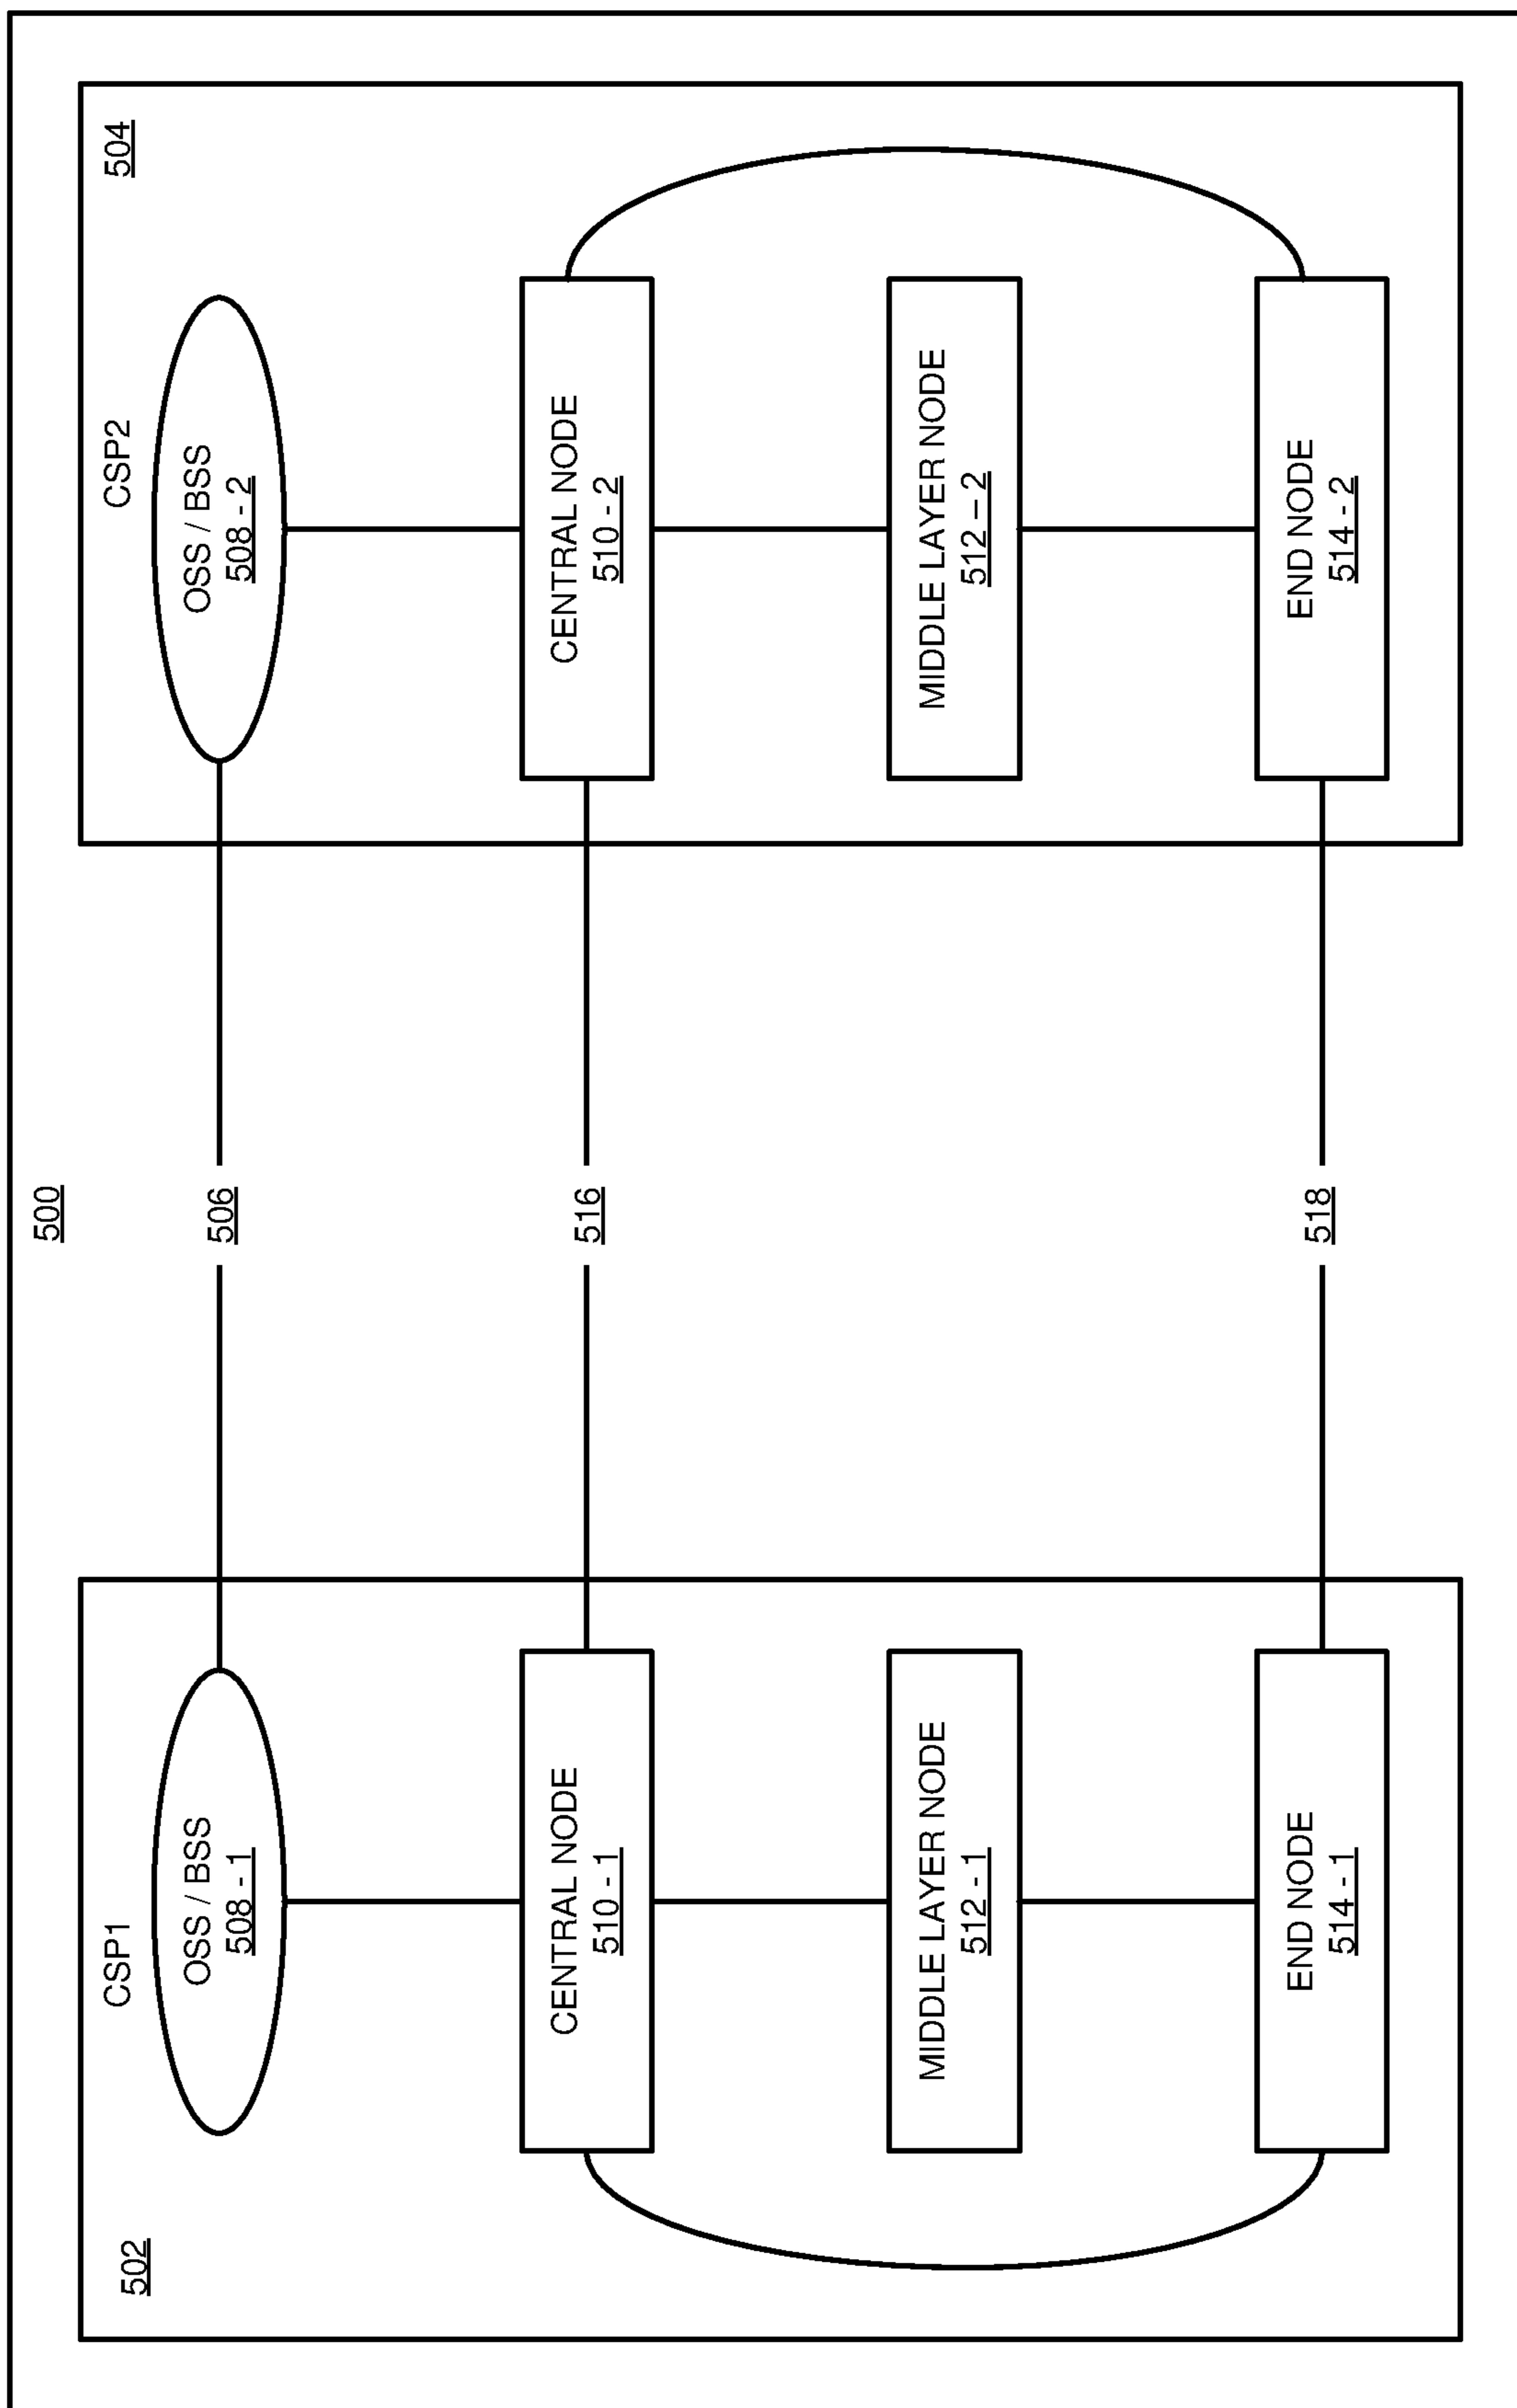 500
502
CSP1
OSS / BSS
508 - 1
CENTRAL NODE
510 - 1
MIDDLE LAYER NODE
512 - 1
END NODE
514 - 1
506
516
518
CSP2
504
OSS / BSS
508 - 2
CENTRAL NODE
510 - 2
MIDDLE LAYER NODE
512 – 2
END NODE
514 - 2